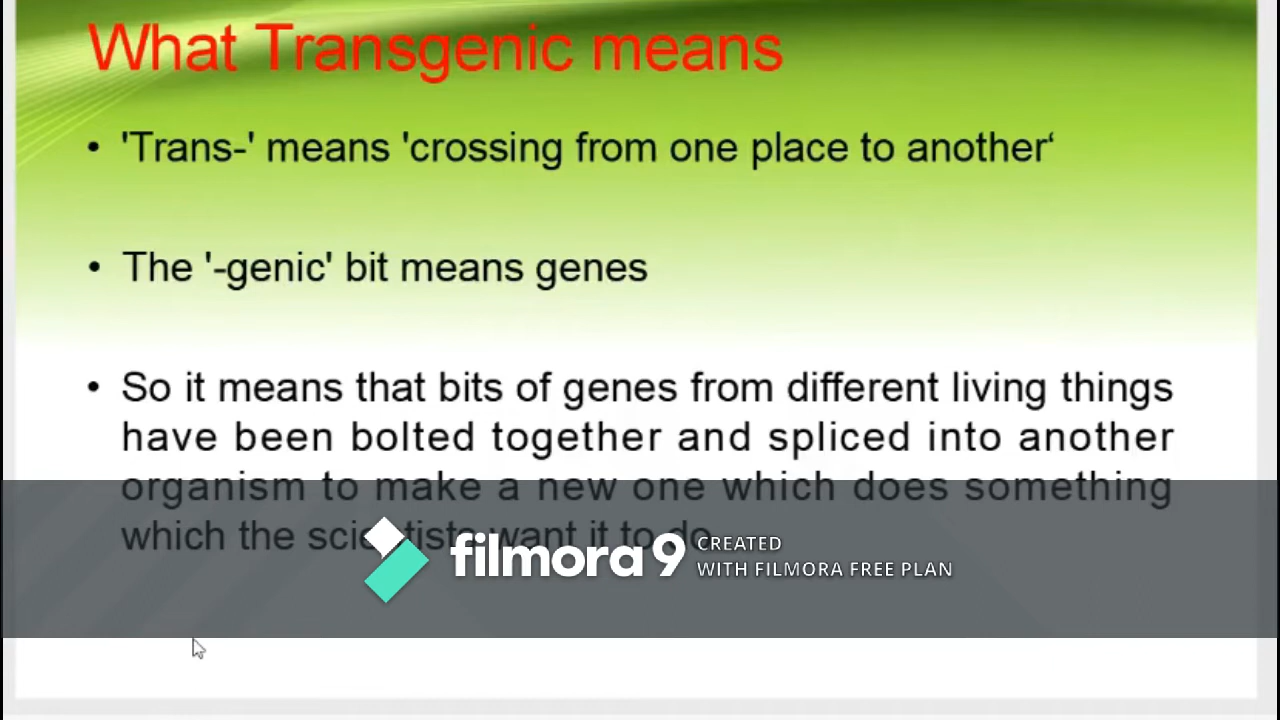 What Transgenic means
• 'Trans-' means 'crossing from one place to another‘
• The '-genic' bit means genes
• So it means that bits of genes from different living things
have been bolted together and spliced into another
organism to make a new one which does something
which the scientists want it to do.
filmora9 CREATED
WITH FILMORA FREE PLAN